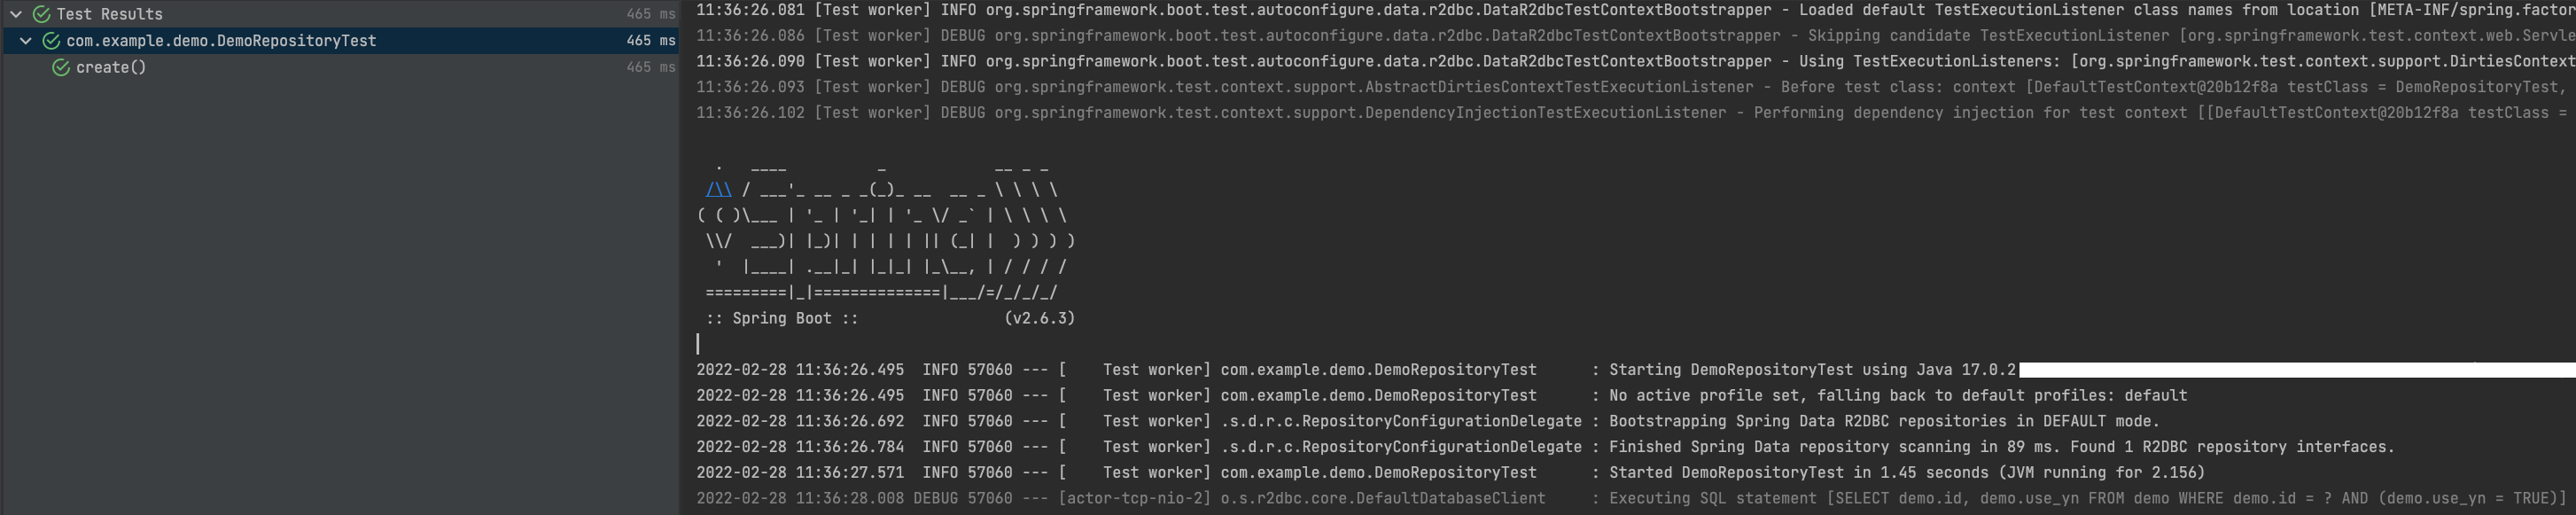 Test Results 465 ms
com.example.demo.DemoRepositoryTest 465 ms
create() 465 ms
11:36:26.081 [Test worker] INFO org.springframework.boot.test.autoconfigure.data.r2dbc.DataR2dbcTestContextBootstrapper - Loaded default TestExecutionListener class names from location [META-INF/spring.factor
11:36:26.086 [Test worker] DEBUG org.springframework.boot.test.autoconfigure.data.r2dbc.DataR2dbcTestContextBootstrapper - Skipping candidate TestExecutionListener [org.springframework.test.context.web.Servle
11:36:26.090 [Test worker] INFO org.springframework.boot.test.autoconfigure.data.r2dbc.DataR2dbcTestContextBootstrapper - Using TestExecutionListeners: [org.springframework.test.context.support.DirtiesContext
11:36:26.093 [Test worker] DEBUG org.springframework.test.context.support.AbstractDirtiesContextTestExecutionListener - Before test class: context [DefaultTestContext@20b12f8a testClass = DemoRepositoryTest,
11:36:26.102 [Test worker] DEBUG org.springframework.test.context.support.DependencyInjectionTestExecutionListener - Performing dependency injection for test context [[DefaultTestContext@20b12f8a testClass =
  .   ____          _            __ _ _
 /\\ / ___'_ __ _ _(_)_ __  __ _ \ \ \ \
( ( )\___ | '_ | '_| | '_ \/ _` | \ \ \ \
 \\/  ___)| |_)| | | | | || (_| |  ) ) ) )
  '  |____| .__|_| |_|_| |_\__, | / / / /
 =========|_|==============|___/=/_/_/_/
 :: Spring Boot ::                (v2.6.3)
2022-02-28 11:36:26.495  INFO 57060 --- [    Test worker] com.example.demo.DemoRepositoryTest      : Starting DemoRepositoryTest using Java 17.0.2
2022-02-28 11:36:26.495  INFO 57060 --- [    Test worker] com.example.demo.DemoRepositoryTest      : No active profile set, falling back to default profiles: default
2022-02-28 11:36:26.692  INFO 57060 --- [    Test worker] .s.d.r.c.RepositoryConfigurationDelegate : Bootstrapping Spring Data R2DBC repositories in DEFAULT mode.
2022-02-28 11:36:26.784  INFO 57060 --- [    Test worker] .s.d.r.c.RepositoryConfigurationDelegate : Finished Spring Data repository scanning in 89 ms. Found 1 R2DBC repository interfaces.
2022-02-28 11:36:27.571  INFO 57060 --- [    Test worker] com.example.demo.DemoRepositoryTest      : Started DemoRepositoryTest in 1.45 seconds (JVM running for 2.156)
2022-02-28 11:36:28.008 DEBUG 57060 --- [actor-tcp-nio-2] o.s.r2dbc.core.DefaultDatabaseClient     : Executing SQL statement [SELECT demo.id, demo.use_yn FROM demo WHERE demo.id = ? AND (demo.use_yn = TRUE)]